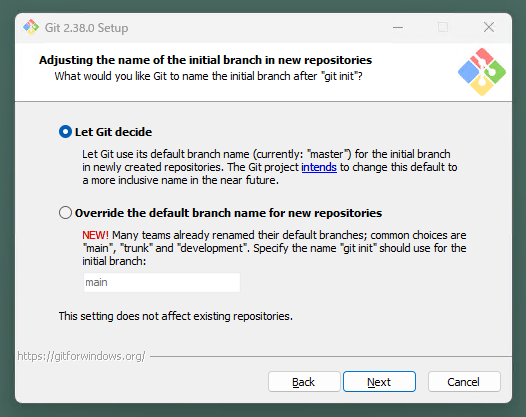 Git 2.38.0 Setup
Adjusting the name of the initial branch in new repositories
What would you like Git to name the initial branch after "git init"?
Let Git decide
Let Git use its default branch name (currently: "master") for the initial branch
in newly created repositories. The Git project intends to change this default to
a more inclusive name in the near future.
Override the default branch name for new repositories
NEW! Many teams already renamed their default branches; common choices are
"main", "trunk" and "development". Specify the name "git init" should use for the
initial branch:
main
This setting does not affect existing repositories.
https://gitforwindows.org/
Back Next Cancel